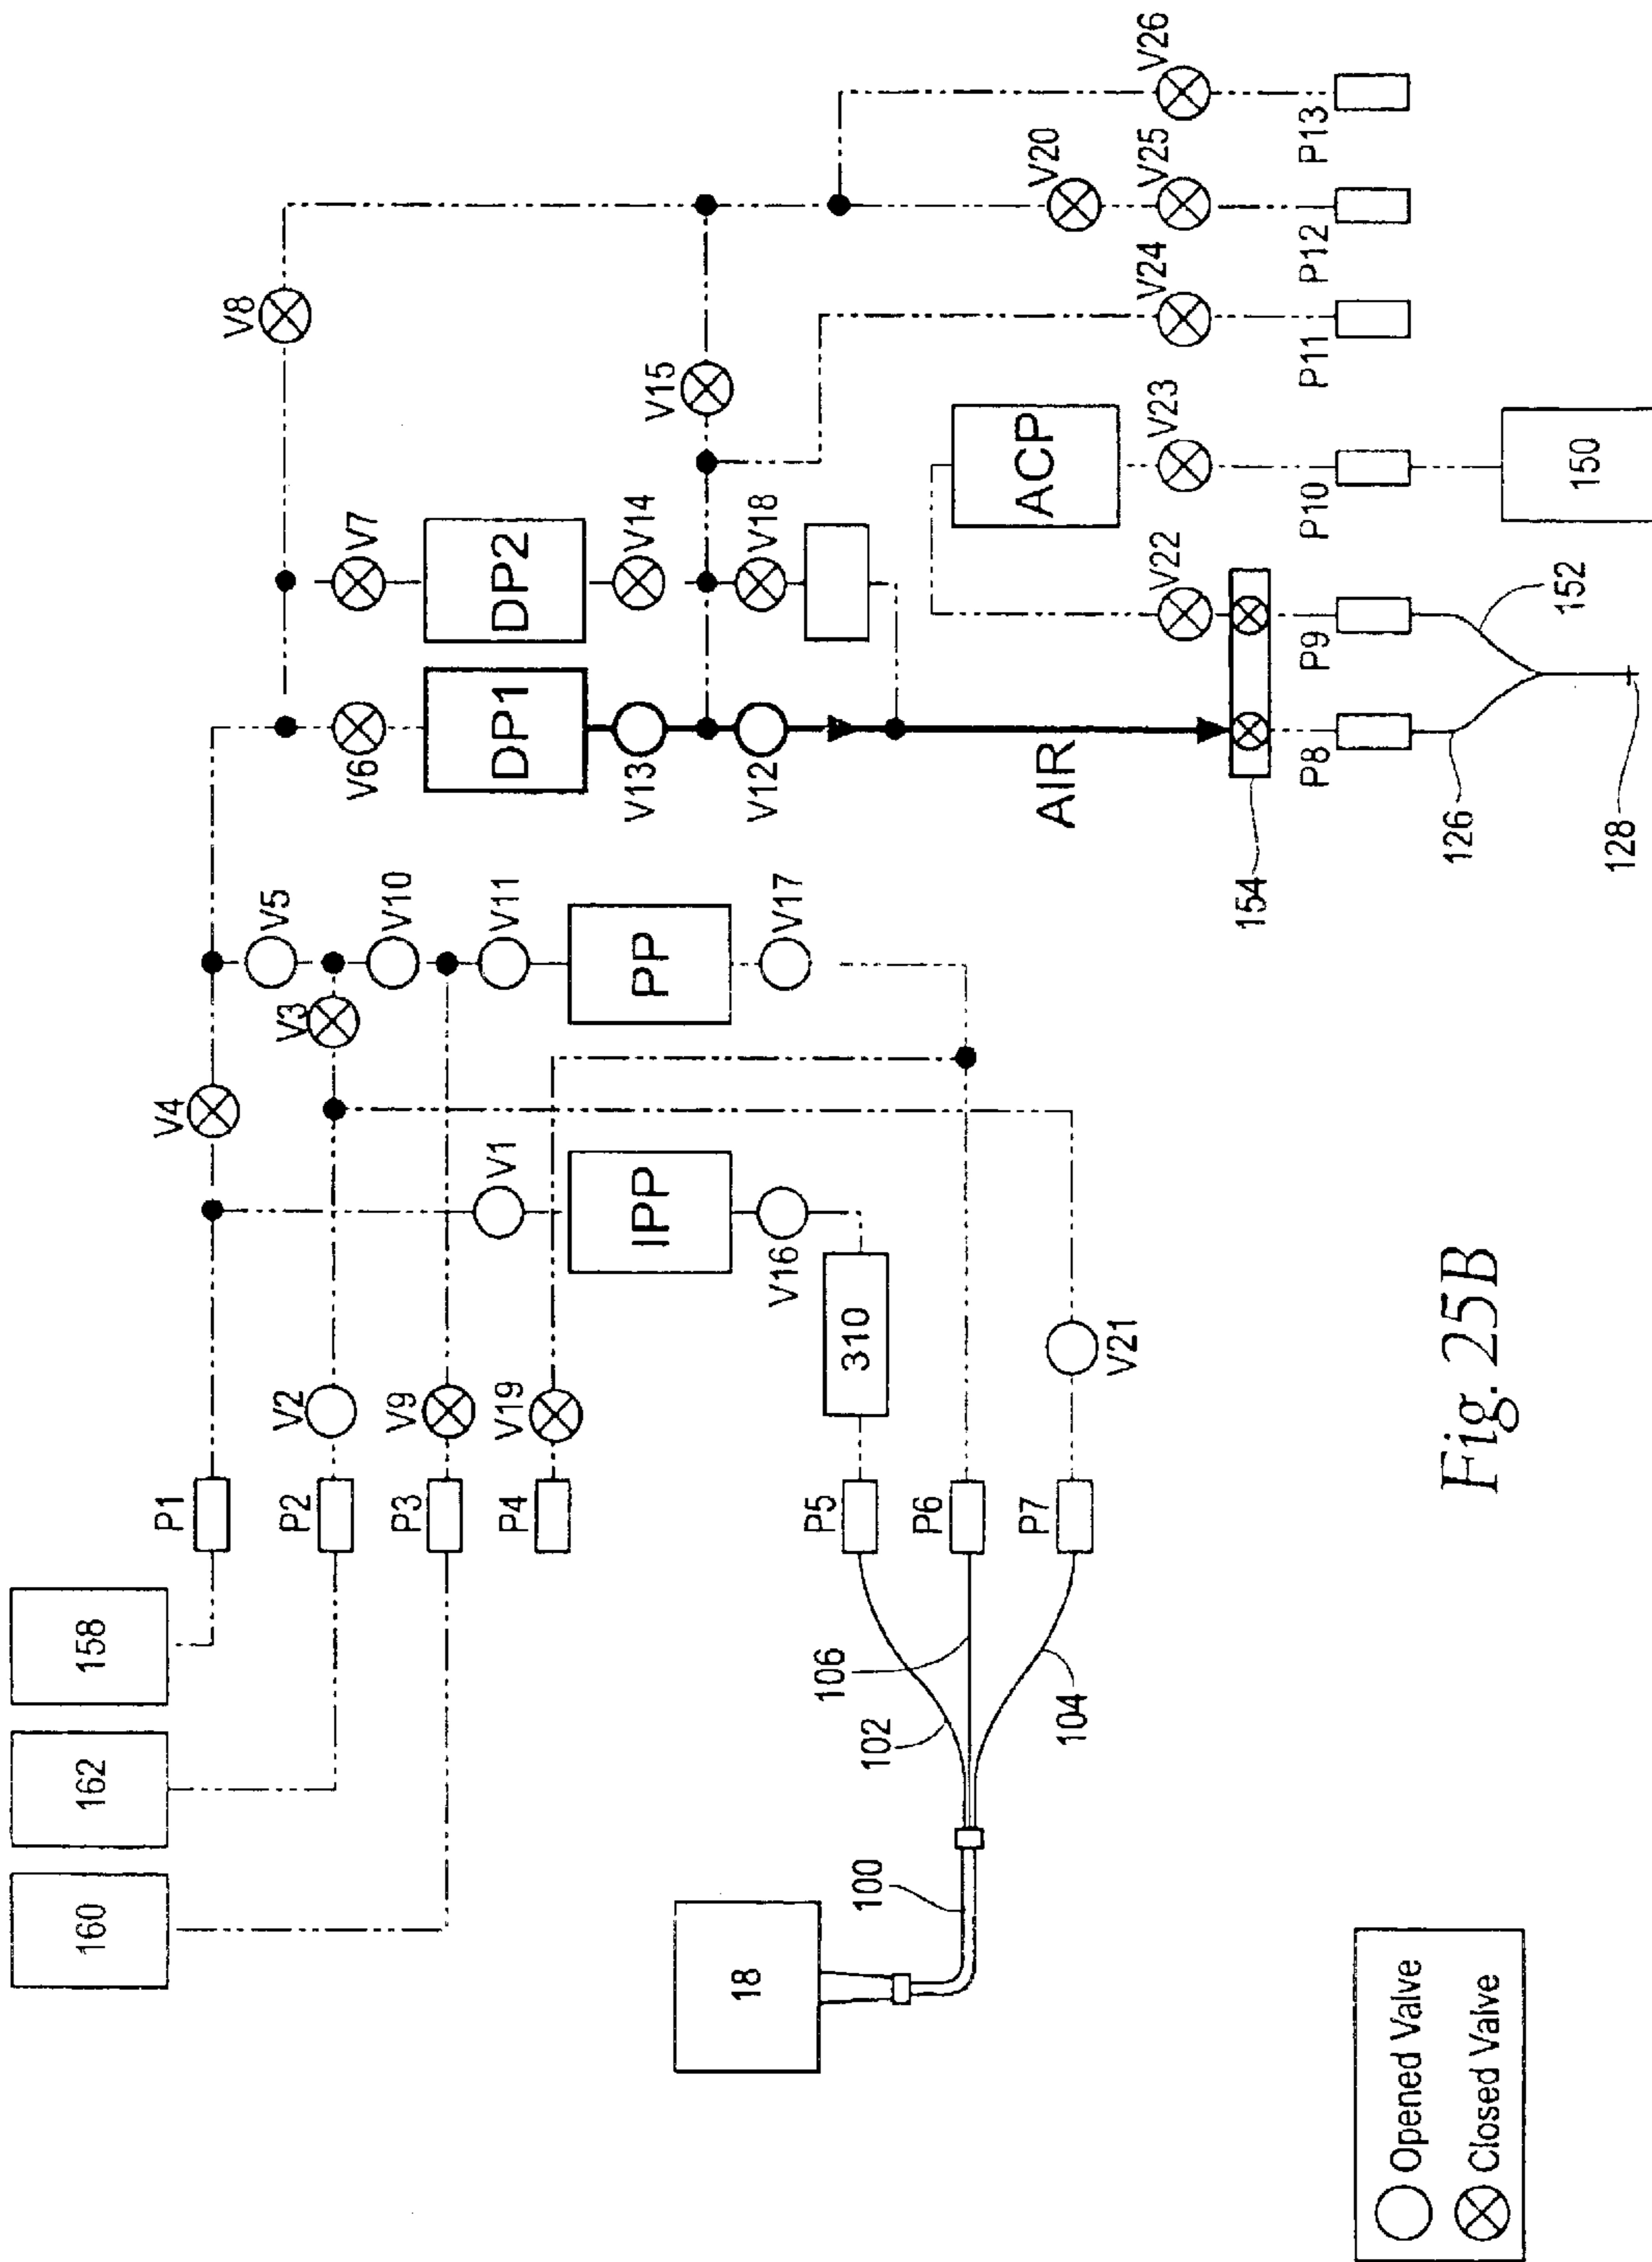 160
162
158
P1
V4
V8
P2
V2
V3
V5
V6
V7
P3
V9
V10
DP1
DP2
P4
V19
V1
V11
V13
V14
V15
IPP
PP
V12
V18
18
V16
V17
P5
310
102
100
106
P6
ACP
V20
P7
V21
AIR
104
V22
V23
V24
V25
V26
154
P8
P9
P10
P11
P12
P13
126
152
Opened Valve
Closed Valve
Fig. 25B
128
150